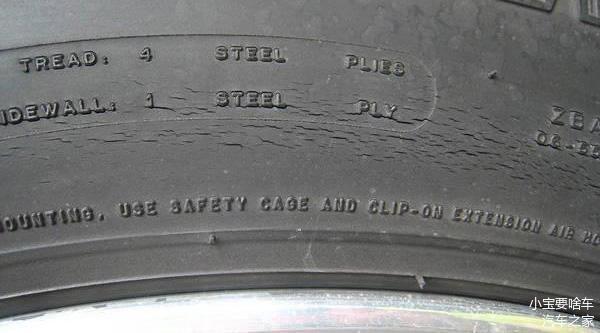 TREAD: 4 STEEL PLIES
IDEWALL: 1 STEEL PLY
ZBA
OUNTING, USE SAFETY CAGE AND CLIP-ON EXTENSION AIR HO
小宝要啥车
汽车之家